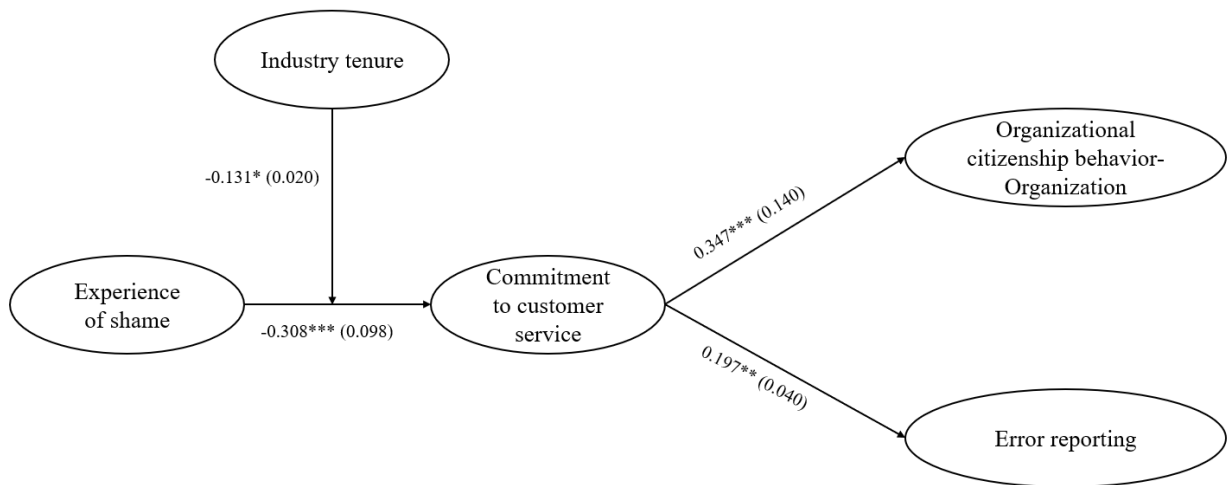 Industry tenure
-0.131* (0.020)
Organizational
citizenship behavior-
Organization
0.347*** (0.140)
Experience
of shame
-0.308*** (0.098)
Commitment
to customer
service
0.197** (0.040)
Error reporting